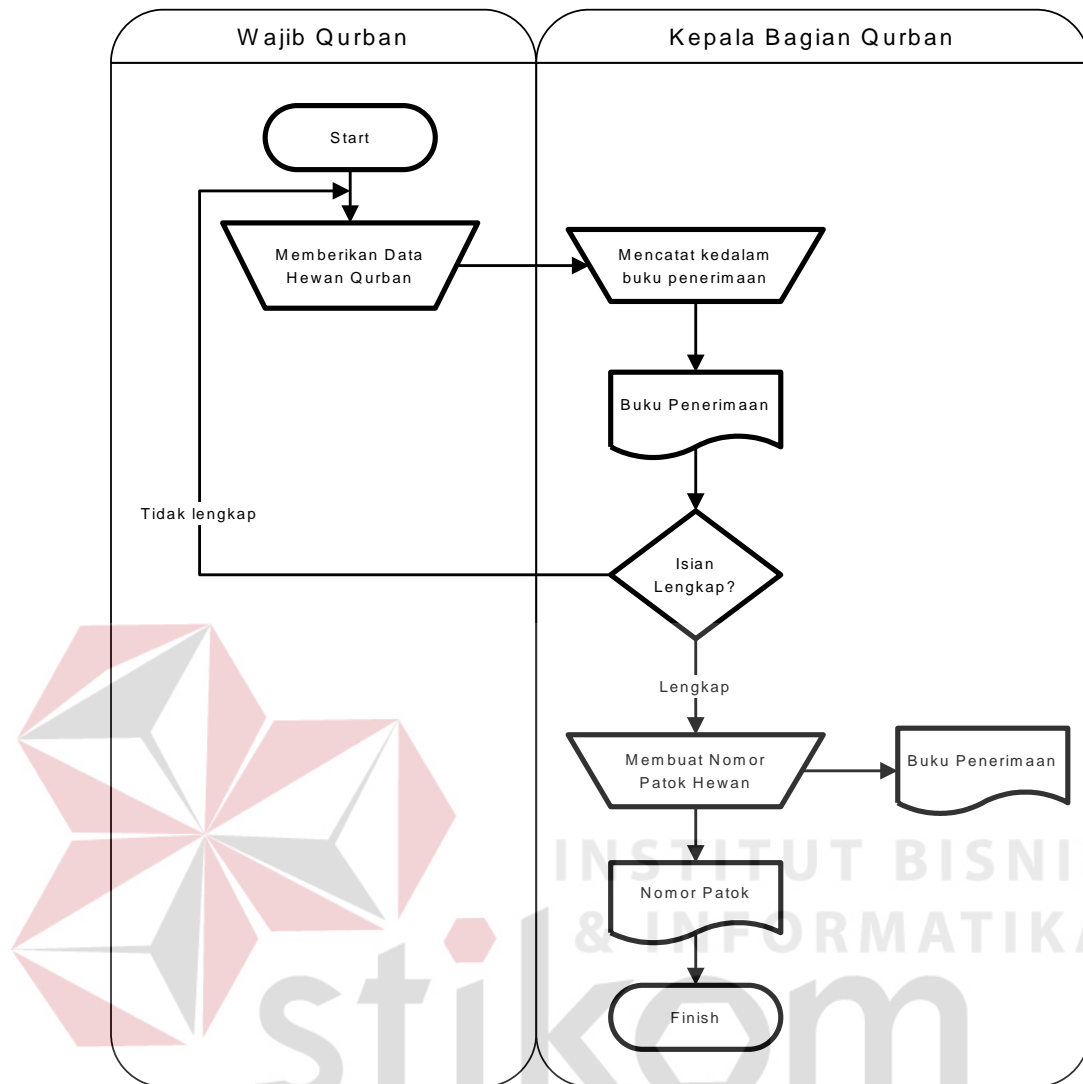 Wajib Qurban
Kepala Bagian Qurban
Start
Memberikan Data
Hewan Qurban
Mencatat kedalam
buku penerimaan
Buku Penerimaan
Tidak lengkap
Isian
Lengkap?
Lengkap
Membuat Nomor
Patok Hewan
Buku Penerimaan
INSTITUT BISNI
Nomor Patok
& INFORMATIKA
stikom
Finish